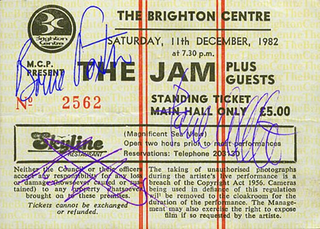 THE BRIGHTON CENTRE
Brighton
Centre
SATURDAY, 11th DECEMBER, 1982
at 7.30 p.m.
M.C.P.
PRESENT
THE JAM PLUS
GUESTS
No 2562
STANDING TICKET
MAIN HALL ONLY £5.00
Skyline
RESTAURANT
(Magnificent Sea View)
Open two hours prior to most performances
Reservations: Telephone
Neither the Council or their officers
accept any responsibility for any loss
or damage howsoever caused or sus-
tained) to any property whatsoever
brought on to these premises.
Tickets cannot be exchanged
or refunded.
The taking of unauthorised photographs
during the artiste's live performance is a
breach of the Copyright Act 1956. Cameras
being used in defiance of this regulation
will be removed to the cloakroom for the
duration of the performance. The Management
may also exercise the right to expose
film if so requested by the artiste.